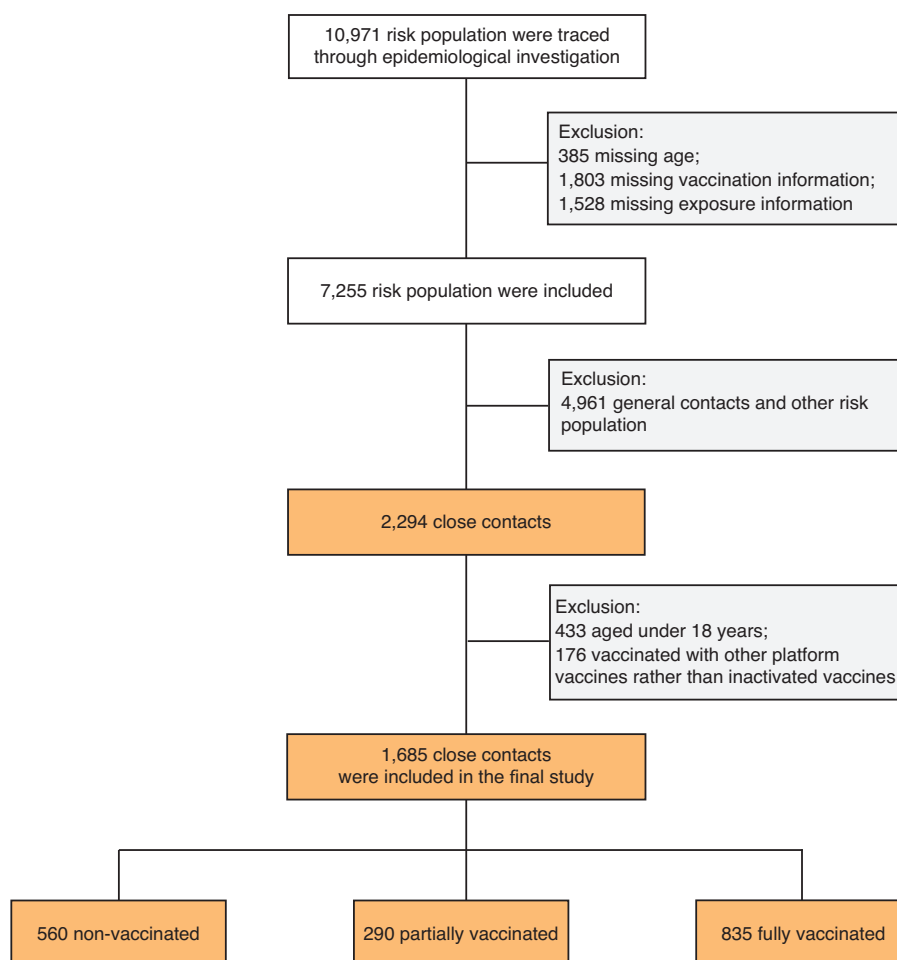 10,971 risk population were traced
through epidemiological investigation
Exclusion:
385 missing age;
1,803 missing vaccination information;
1,528 missing exposure information
7,255 risk population were included
Exclusion:
4,961 general contacts and other risk
population
2,294 close contacts
Exclusion:
433 aged under 18 years;
176 vaccinated with other platform
vaccines rather than inactivated vaccines
1,685 close contacts
were included in the final study
560 non-vaccinated
290 partially vaccinated
835 fully vaccinated